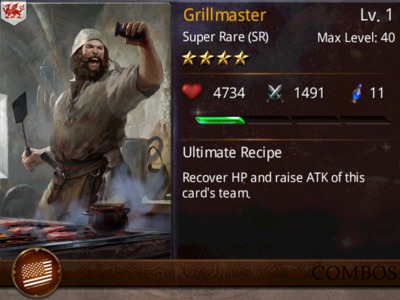 Grillmaster Lv. 1
Super Rare (SR) Max Level: 40
4734 1491 11
Ultimate Recipe
Recover HP and raise ATK of this
card's team.
COMBOS